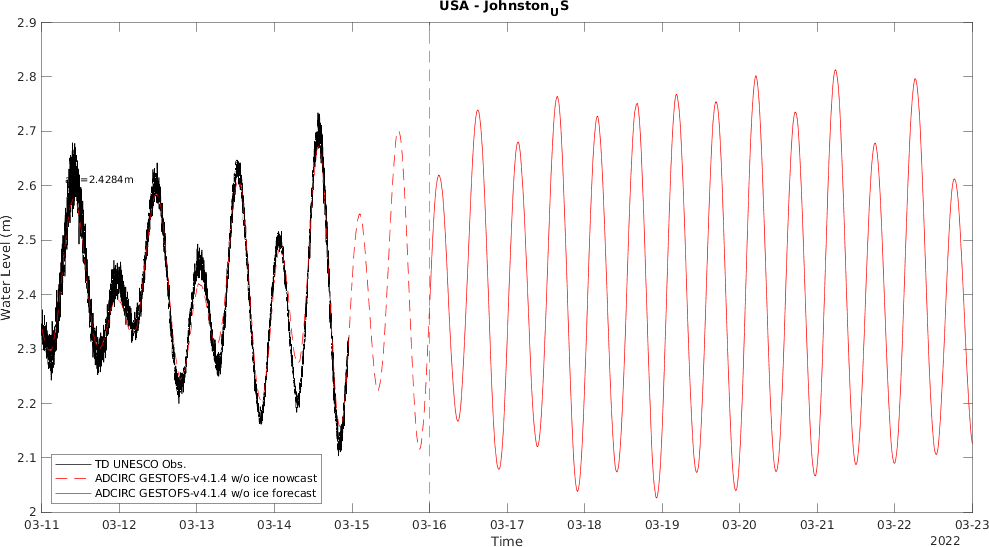 USA - Johnston_US
2.9
2.8
2.7
2.6
2.5
2.4
2.3
2.2
2.1
2
Water Level (m)
=2.4284m
TD UNESCO Obs.
ADCIRC GESTOFS-v4.1.4 w/o ice nowcast
ADCIRC GESTOFS-v4.1.4 w/o ice forecast
03-11 03-12 03-13 03-14 03-15 03-16 03-17 03-18 03-19 03-20 03-21 03-22 03-23
Time
2022